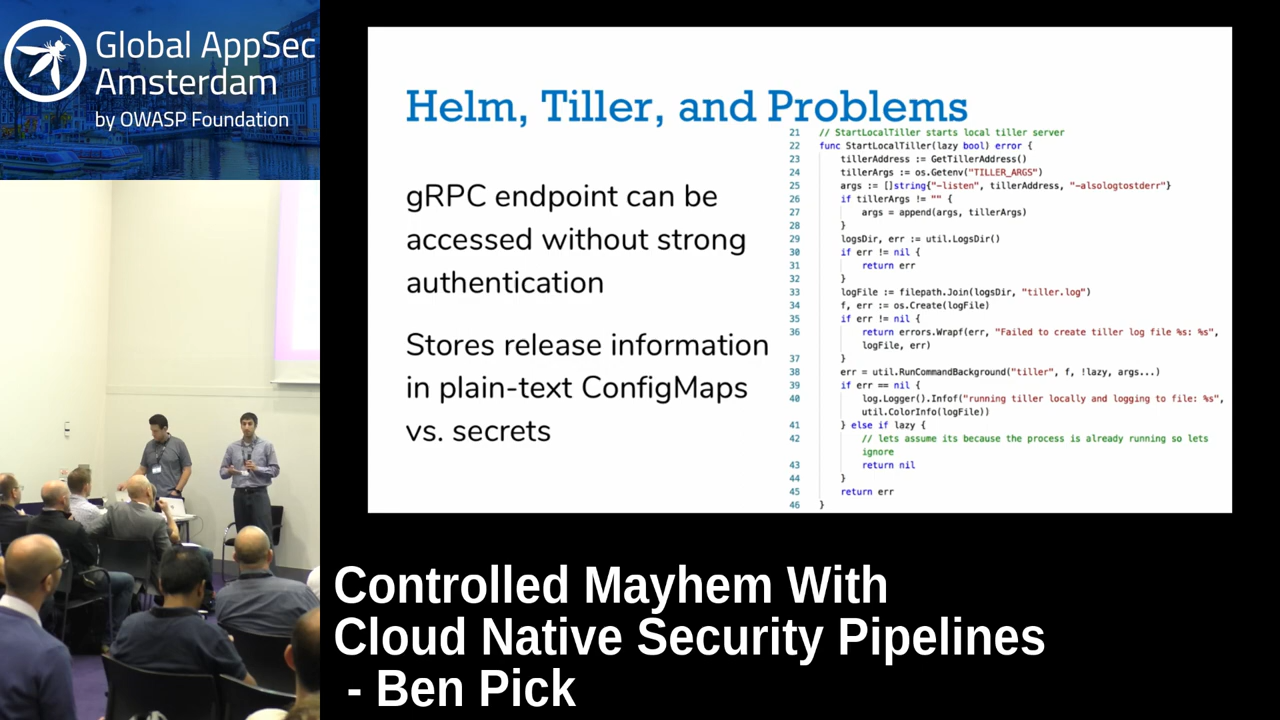 Global AppSec
Amsterdam
by OWASP Foundation
Helm, Tiller, and Problems
gRPC endpoint can be
accessed without strong
authentication
Stores release information
in plain-text ConfigMaps
vs. secrets
21 // StartLocalTiller starts local tiller server
22 func StartLocalTiller(lazy bool) error {
23 tillerAddress := GetTillerAddress()
24 tillerArgs := os.Getenv("TILLER_ARGS")
25 args := []string{"-listen", tillerAddress, "-alsologtostderr"}
26 if tillerArgs != "" {
27 args = append(args, tillerArgs)
28 }
29 logsDir, err := util.LogsDir()
30 if err != nil {
31 return err
32 }
33 logFile := filepath.Join(logsDir, "tiller.log")
34 f, err := os.Create(logFile)
35 if err != nil {
36 return errors.Wrapf(err, "Failed to create tiller log file %s: %s",
logFile, err)
37 }
38 err = util.RunCommandBackground("tiller", f, !lazy, args...)
39 if err == nil {
40 log.Logger().Infof("running tiller locally and logging to file: %s",
util.ColorInfo(logFile))
41 } else if lazy {
42 // lets assume its because the process is already running so lets
ignore
43 return nil
44 }
45 return err
46 }
Controlled Mayhem With
Cloud Native Security Pipelines
- Ben Pick